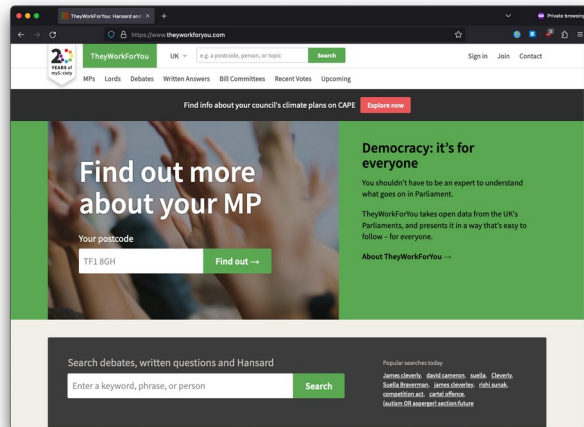 TheyWorkForYou: Hansard and
Private browsing
https://www.theyworkforyou.com
2
YEARS of
mySociety
TheyWorkForYou
UK
e.g. a postcode, person, or topic
Search
Sign in Join Contact
MPs Lords Debates Written Answers Bill Committees Recent Votes Upcoming
Find info about your council's climate plans on CAPE
Explore now
Find out more
about your MP
Your postcode
TF1 8GH
Find out →
Democracy: it's for
everyone
You shouldn't have to be an expert to understand
what goes on in Parliament.
TheyWorkForYou takes open data from the UK's
Parliaments, and presents it in a way that's easy to
follow – for everyone.
About TheyWorkForYou →
Search debates, written questions and Hansard
Enter a keyword, phrase, or person
Search
Popular searches today
James cleverly, david cameron, suella, Cleverly,
Suella Braverman, james cleverley, rishi sunak,
competition act, cartel offence,
(autism OR asperger) section:future